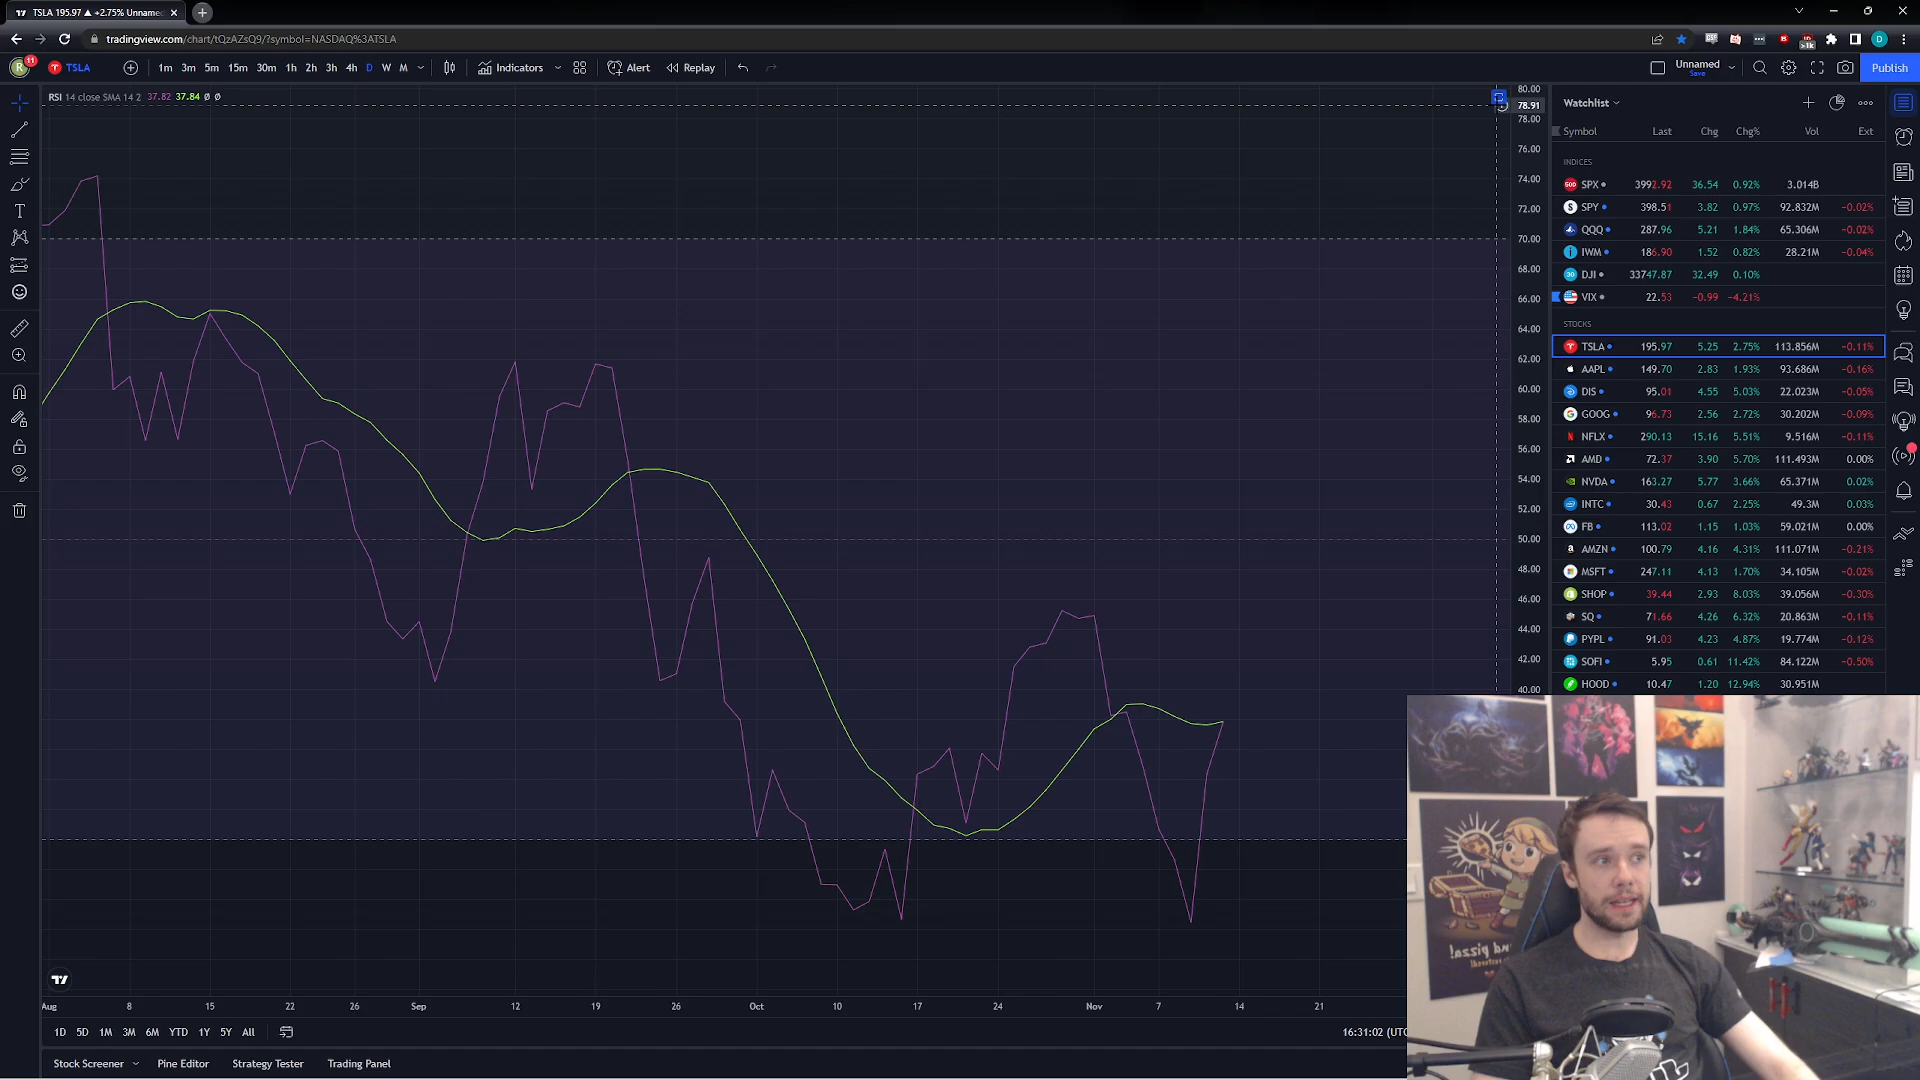 TSLA 195.97 ▲ +2.75% Unname
tradingview.com/chart/tQzAZsQ9/?symbol=NASDAQ%3ATSLA
R 11 TSLA 1m 3m 5m 15m 30m 1h 2h 3h 4h D W M Indicators Alert Replay Unnamed Save Publish
RSI 14 close SMA 14 2 37.82 37.84 Ø Ø
80.00
78.91
78.00
76.00
74.00
72.00
70.00
68.00
66.00
64.00
62.00
60.00
58.00
56.00
54.00
52.00
50.00
48.00
46.00
44.00
42.00
40.00
Watchlist
Symbol Last Chg Chg% Vol Ext
INDICES
SPX 3992.92 36.54 0.92% 3.014B
SPY 398.51 3.82 0.97% 92.832M −0.02%
QQQ 287.96 5.21 1.84% 65.306M −0.02%
IWM 186.90 1.52 0.82% 28.21M −0.04%
DJI 33747.87 32.49 0.10%
VIX 22.53 −0.99 −4.21%
STOCKS
TSLA 195.97 5.25 2.75% 113.856M −0.11%
AAPL 149.70 2.83 1.93% 93.686M −0.16%
DIS 95.01 4.55 5.03% 22.023M −0.05%
GOOG 96.73 2.56 2.72% 30.202M −0.09%
NFLX 290.13 15.16 5.51% 9.516M −0.11%
AMD 72.37 3.90 5.70% 111.493M 0.00%
NVDA 163.27 5.77 3.66% 65.371M 0.02%
INTC 30.43 0.67 2.25% 49.3M 0.03%
FB 113.02 1.15 1.03% 59.021M 0.00%
AMZN 100.79 4.16 4.31% 111.071M −0.21%
MSFT 247.11 4.13 1.70% 34.105M −0.02%
SHOP 39.44 2.93 8.03% 39.056M −0.30%
SQ 71.66 4.26 6.32% 20.863M −0.11%
PYPL 91.03 4.23 4.87% 19.774M −0.12%
SOFI 5.95 0.61 11.42% 84.122M −0.50%
HOOD 10.47 1.20 12.94% 30.951M
Aug 8 15 22 26 Sep 12 19 26 Oct 10 17 24 Nov 7 14 21
1D 5D 1M 3M 6M YTD 1Y 5Y All 16:31:02 (UTC
Stock Screener Pine Editor Strategy Tester Trading Panel